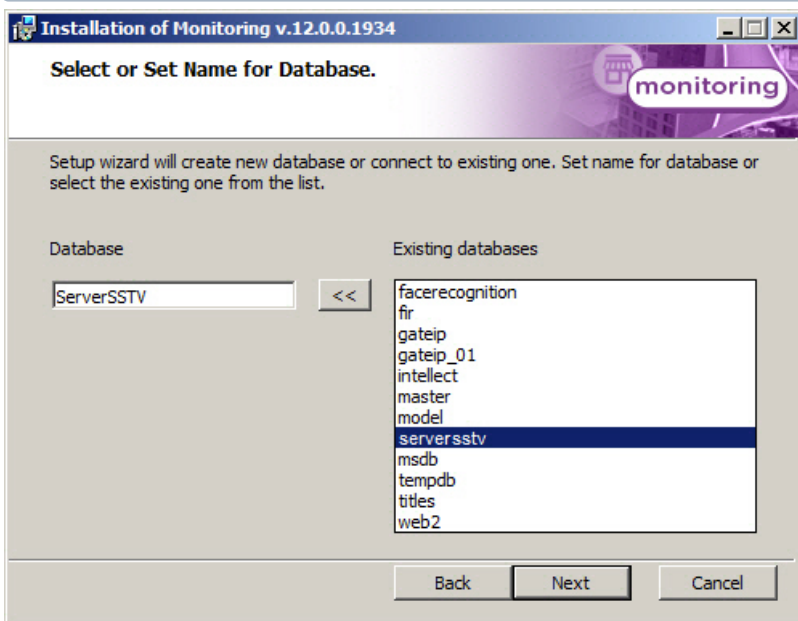 Installation of Monitoring v.12.0.0.1934
Select or Set Name for Database.
monitoring
Setup wizard will create new database or connect to existing one. Set name for database or
select the existing one from the list.
Database
ServerSSTV
<<
Existing databases
facerecognition
fir
gateip
gateip_01
intellect
master
model
serversstv
msdb
tempdb
titles
web2
Back
Next
Cancel